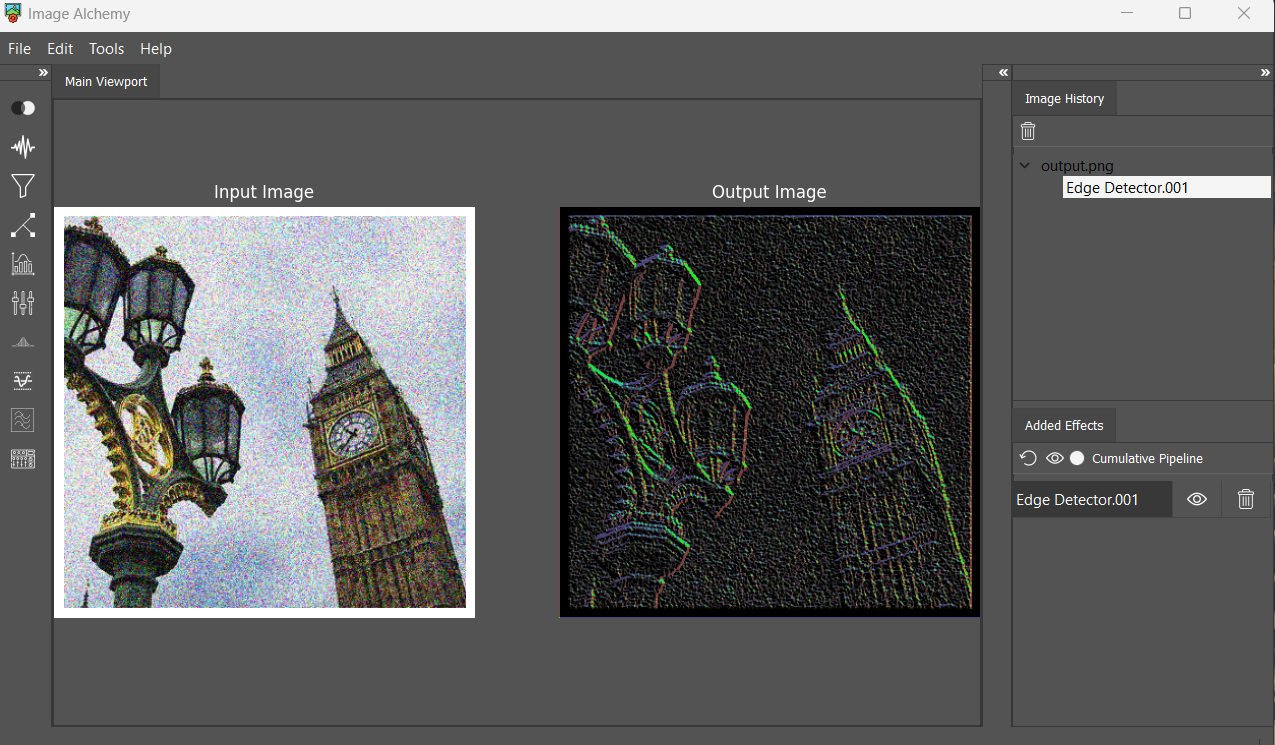 Image Alchemy
File Edit Tools Help
Main Viewport
Input Image
Output Image
Image History
output.png
Edge Detector.001
Added Effects
Cumulative Pipeline
Edge Detector.001